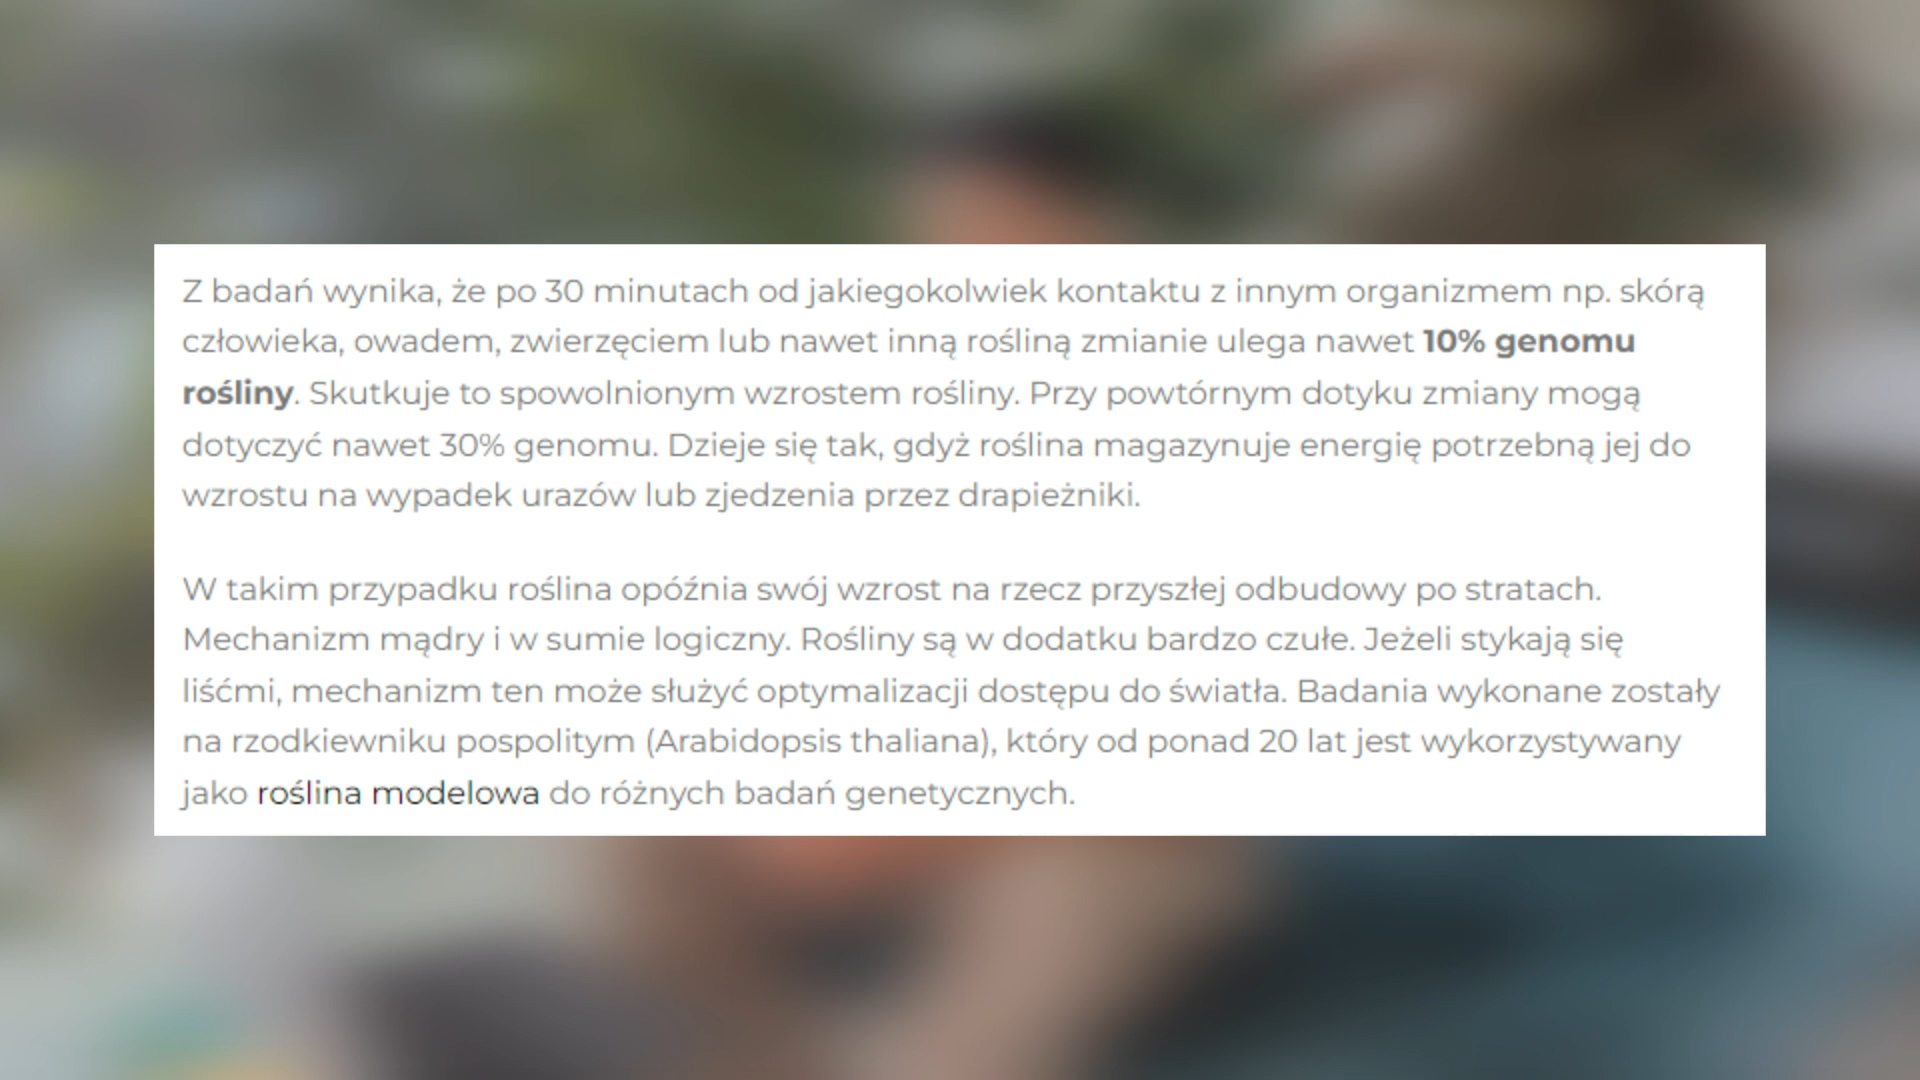 Z badań wynika, że po 30 minutach od jakiegokolwiek kontaktu z innym organizmem np. skórą
człowieka, owadem, zwierzęciem lub nawet inną rośliną zmianie ulega nawet 10% genomu
rośliny. Skutkuje to spowolnionym wzrostem rośliny. Przy powtórnym dotyku zmiany mogą
dotyczyć nawet 30% genomu. Dzieje się tak, gdyż roślina magazynuje energię potrzebną jej do
wzrostu na wypadek urazów lub zjedzenia przez drapieżniki.
W takim przypadku roślina opóźnia swój wzrost na rzecz przyszłej odbudowy po stratach.
Mechanizm mądry i w sumie logiczny. Rośliny są w dodatku bardzo czułe. Jeżeli stykają się
liśćmi, mechanizm ten może służyć optymalizacji dostępu do światła. Badania wykonane zostały
na rzodkiewniku pospolitym (Arabidopsis thaliana), który od ponad 20 lat jest wykorzystywany
jako roślina modelowa do różnych badań genetycznych.